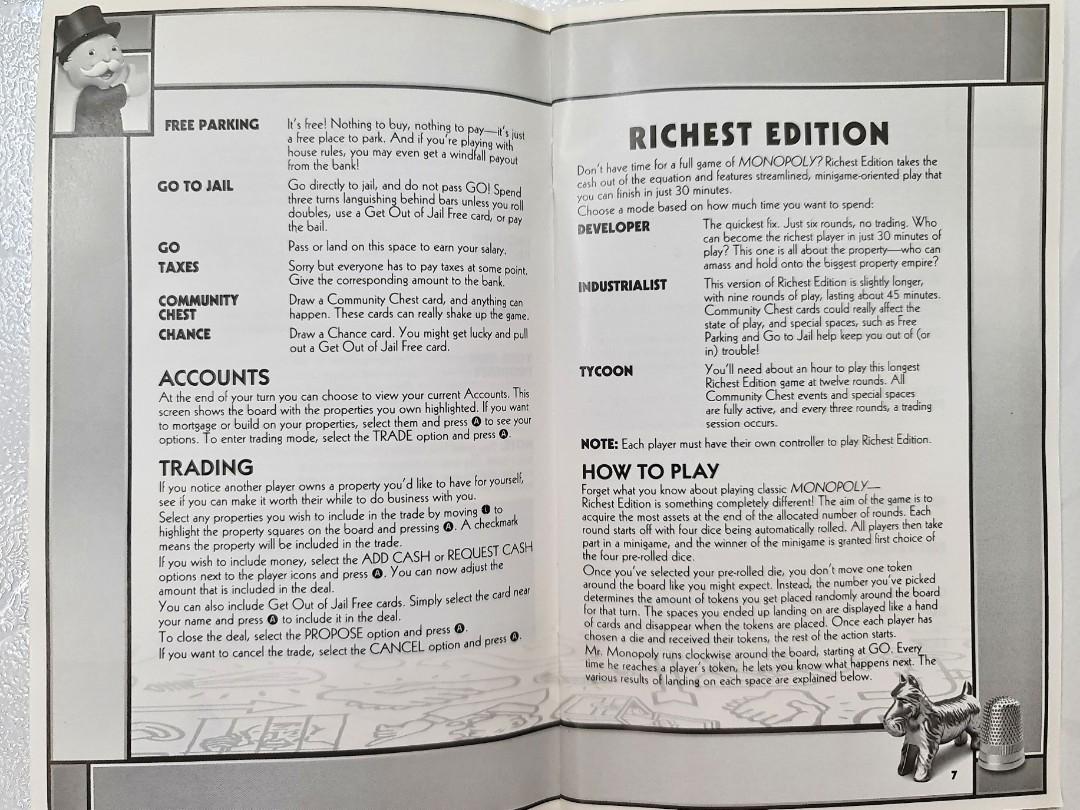 FREE PARKING It's free! Nothing to buy, nothing to pay—it's just
a free place to park. And if you're playing with
house rules, you may even get a windfall payout
from the bank!
GO TO JAIL Go directly to jail, and do not pass GO! Spend
three turns languishing behind bars unless you roll
doubles, use a Get Out of Jail Free card, or pay
the bail.
GO Pass or land on this space to earn your salary.
TAXES Sorry but everyone has to pay taxes at some point.
Give the corresponding amount to the bank.
COMMUNITY Draw a Community Chest card, and anything can
CHEST happen. These cards can really shake up the game.
CHANCE Draw a Chance card. You might get lucky and pull
out a Get Out of Jail Free card.
ACCOUNTS
At the end of your turn you can choose to view your current Accounts. This
screen shows the board with the properties you own highlighted. If you want
to mortgage or build on your properties, select them and press A to see your
options. To enter trading mode, select the TRADE option and press A.
TRADING
If you notice another player owns a property you'd like to have for yourself,
see if you can make it worth their while to do business with you.
Select any properties you wish to include in the trade by moving L to
highlight the property squares on the board and pressing A. A checkmark
means the property will be included in the trade.
If you wish to include money, select the ADD CASH or REQUEST CASH
options next to the player icons and press A. You can now adjust the
amount that is included in the deal.
You can also include Get Out of Jail Free cards. Simply select the card near
your name and press A to include it in the deal.
To close the deal, select the PROPOSE option and press A.
If you want to cancel the trade, select the CANCEL option and press A.
RICHEST EDITION
Don't have time for a full game of MONOPOLY? Richest Edition takes the
cash out of the equation and features streamlined, minigame-oriented play that
you can finish in just 30 minutes.
Choose a mode based on how much time you want to spend:
DEVELOPER The quickest fix. Just six rounds, no trading. Who
can become the richest player in just 30 minutes of
play? This one is all about the property—who can
amass and hold onto the biggest property empire?
INDUSTRIALIST This version of Richest Edition is slightly longer,
with nine rounds of play, lasting about 45 minutes.
Community Chest cards could really affect the
state of play, and special spaces, such as Free
Parking and Go to Jail help keep you out of (or
in) trouble!
TYCOON You'll need about an hour to play this longest
Richest Edition game at twelve rounds. All
Community Chest events and special spaces
are fully active, and every three rounds, a trading
session occurs.
NOTE: Each player must have their own controller to play Richest Edition.
HOW TO PLAY
Forget what you know about playing classic MONOPOLY—
Richest Edition is something completely different! The aim of the game is to
acquire the most assets at the end of the allocated number of rounds. Each
round starts off with four dice being automatically rolled. All players then take
part in a minigame, and the winner of the minigame is granted first choice of
the four pre-rolled dice.
Once you've selected your pre-rolled die, you don't move one token
around the board like you might expect. Instead, the number you've picked
determines the amount of tokens you get placed randomly around the board
for that turn. The spaces you ended up landing on are displayed like a hand
of cards and disappear when the tokens are placed. Once each player has
chosen a die and received their tokens, the rest of the action starts.
Mr. Monopoly runs clockwise around the board, starting at GO. Every
time he reaches a player's token, he lets you know what happens next. The
various results of landing on each space are explained below.
7